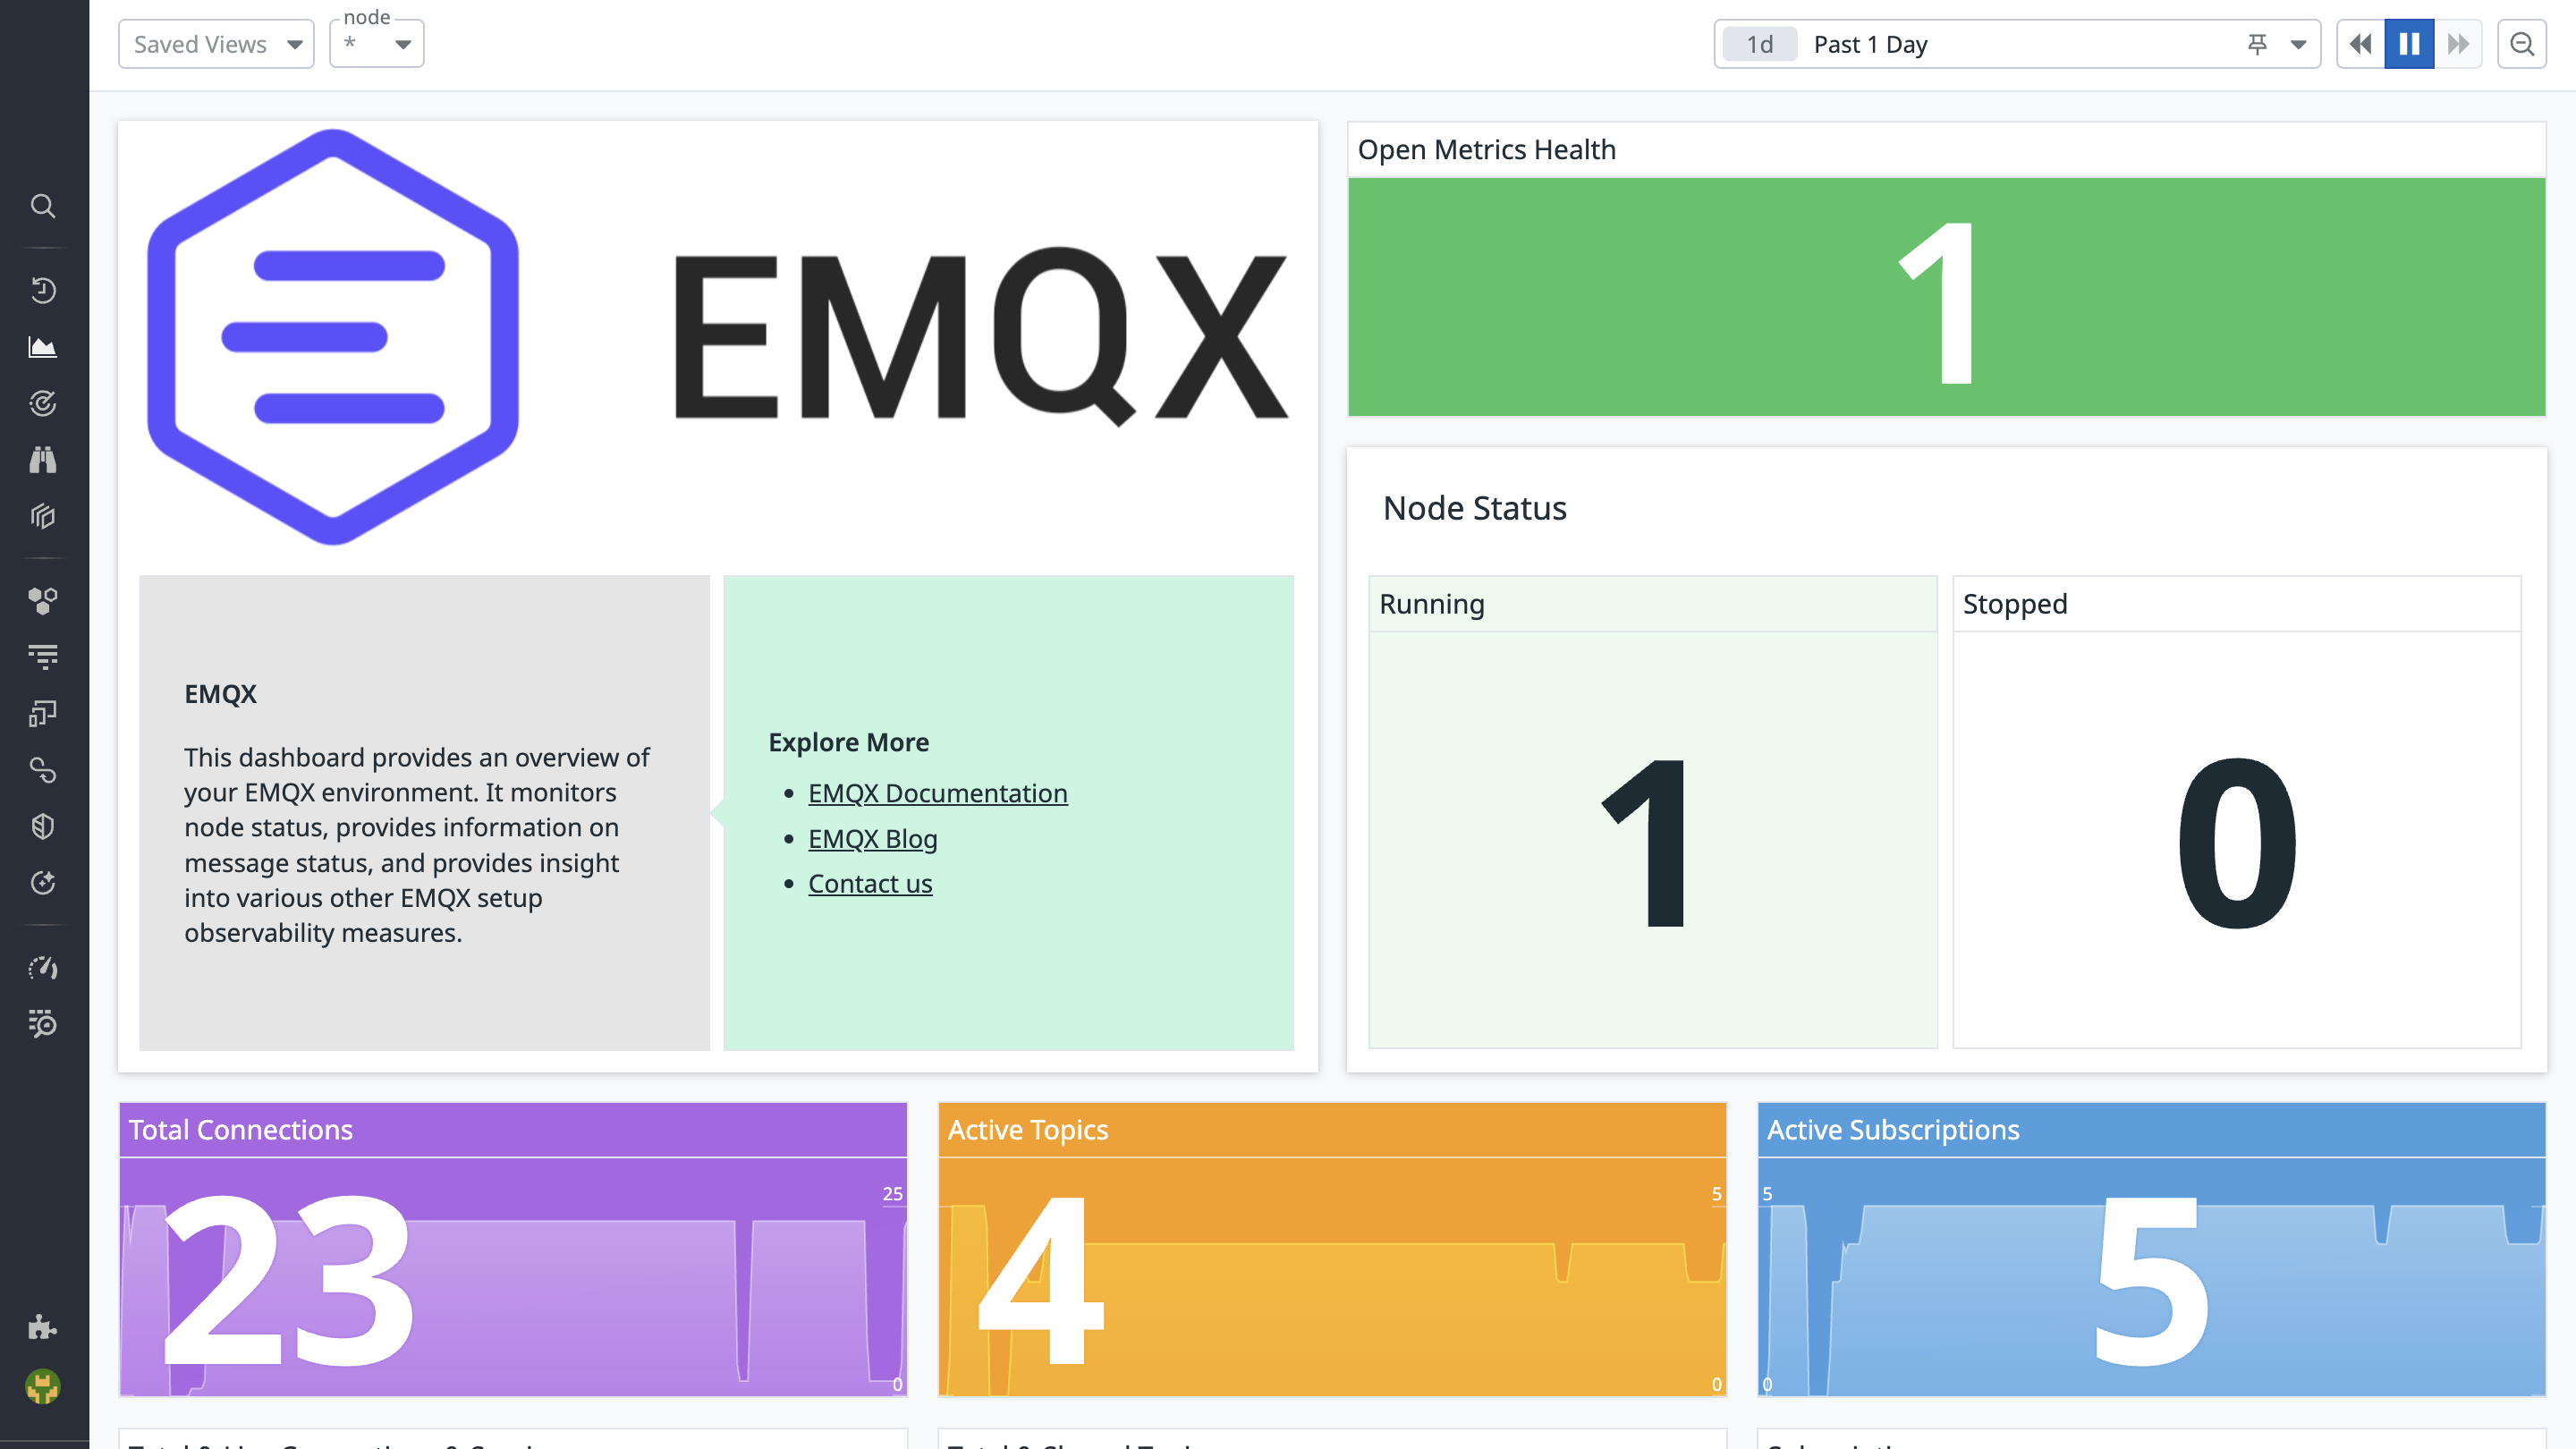 Saved Views
node
*
1d Past 1 Day
EMQX
Open Metrics Health
1
Node Status
Running
1
Stopped
0
EMQX
This dashboard provides an overview of
your EMQX environment. It monitors
node status, provides information on
message status, and provides insight
into various other EMQX setup
observability measures.
Explore More
• EMQX Documentation
• EMQX Blog
• Contact us
Total Connections
23
25
0
Active Topics
4
5
0
Active Subscriptions
5
5
0